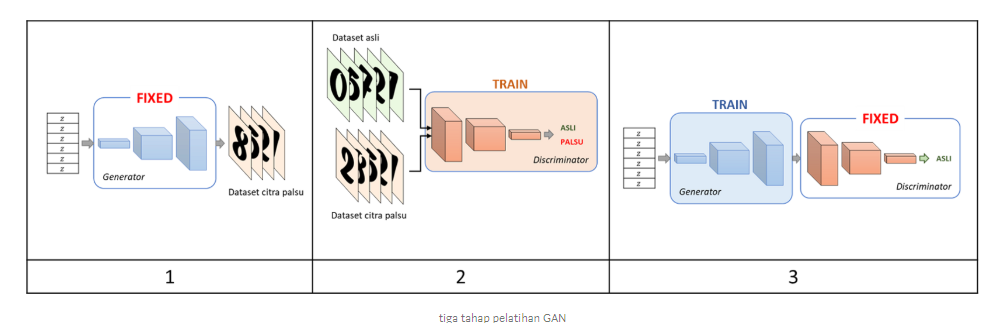 FIXED
z
z
z
z
z
z
Generator
Dataset citra palsu
1
Dataset asli
TRAIN
ASLI
PALSU
Discriminator
Dataset citra palsu
2
TRAIN
FIXED
z
z
z
z
z
z
ASLI
Generator
Discriminator
3
tiga tahap pelatihan GAN